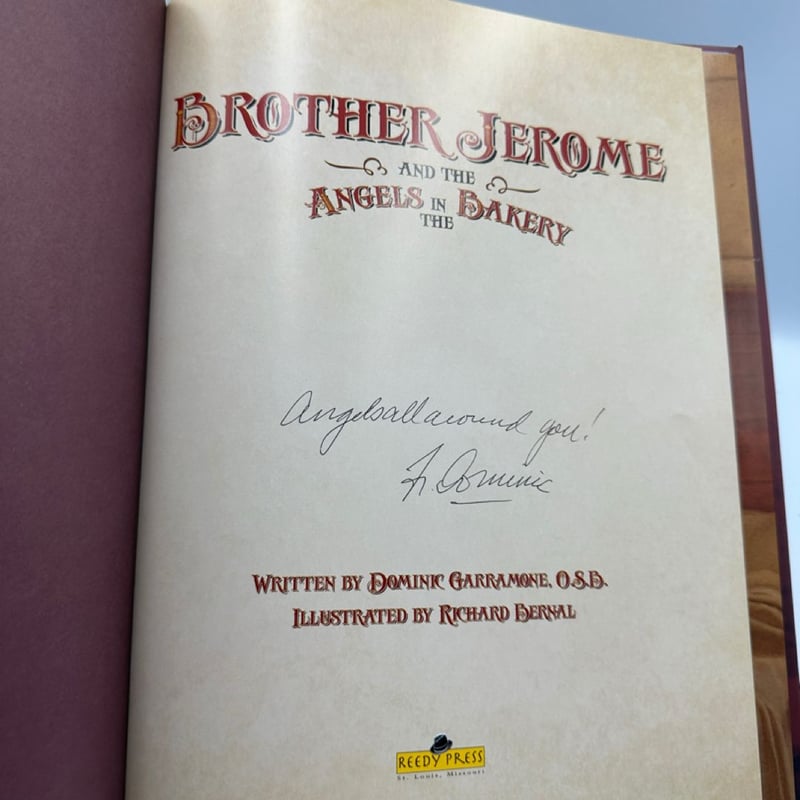 BROTHER JEROME
AND THE
ANGELS IN THE BAKERY
Angels all around you!
Fr. Dominic
WRITTEN BY DOMINIC GARRAMONE, O.S.B.
ILLUSTRATED BY RICHARD BERNAL
REEDY PRESS
St. Louis, Missouri